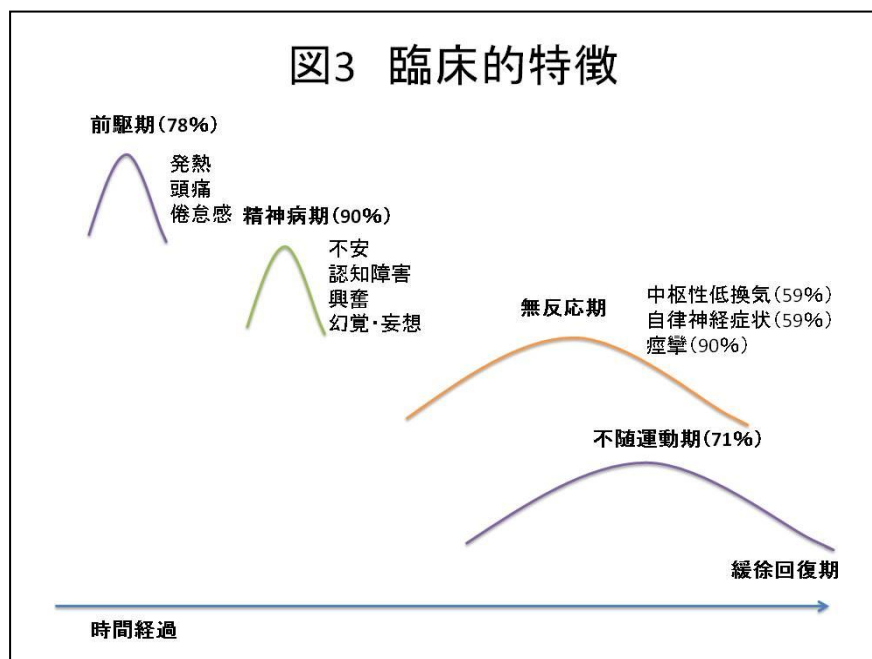 図3 臨床的特徴
前駆期(78%)
発熱
頭痛
倦怠感
精神病期(90%)
不安
認知障害
興奮
幻覚・妄想
無反応期
中枢性低換気(59%)
自律神経症状(59%)
痙攣(90%)
不随運動期(71%)
緩徐回復期
時間経過